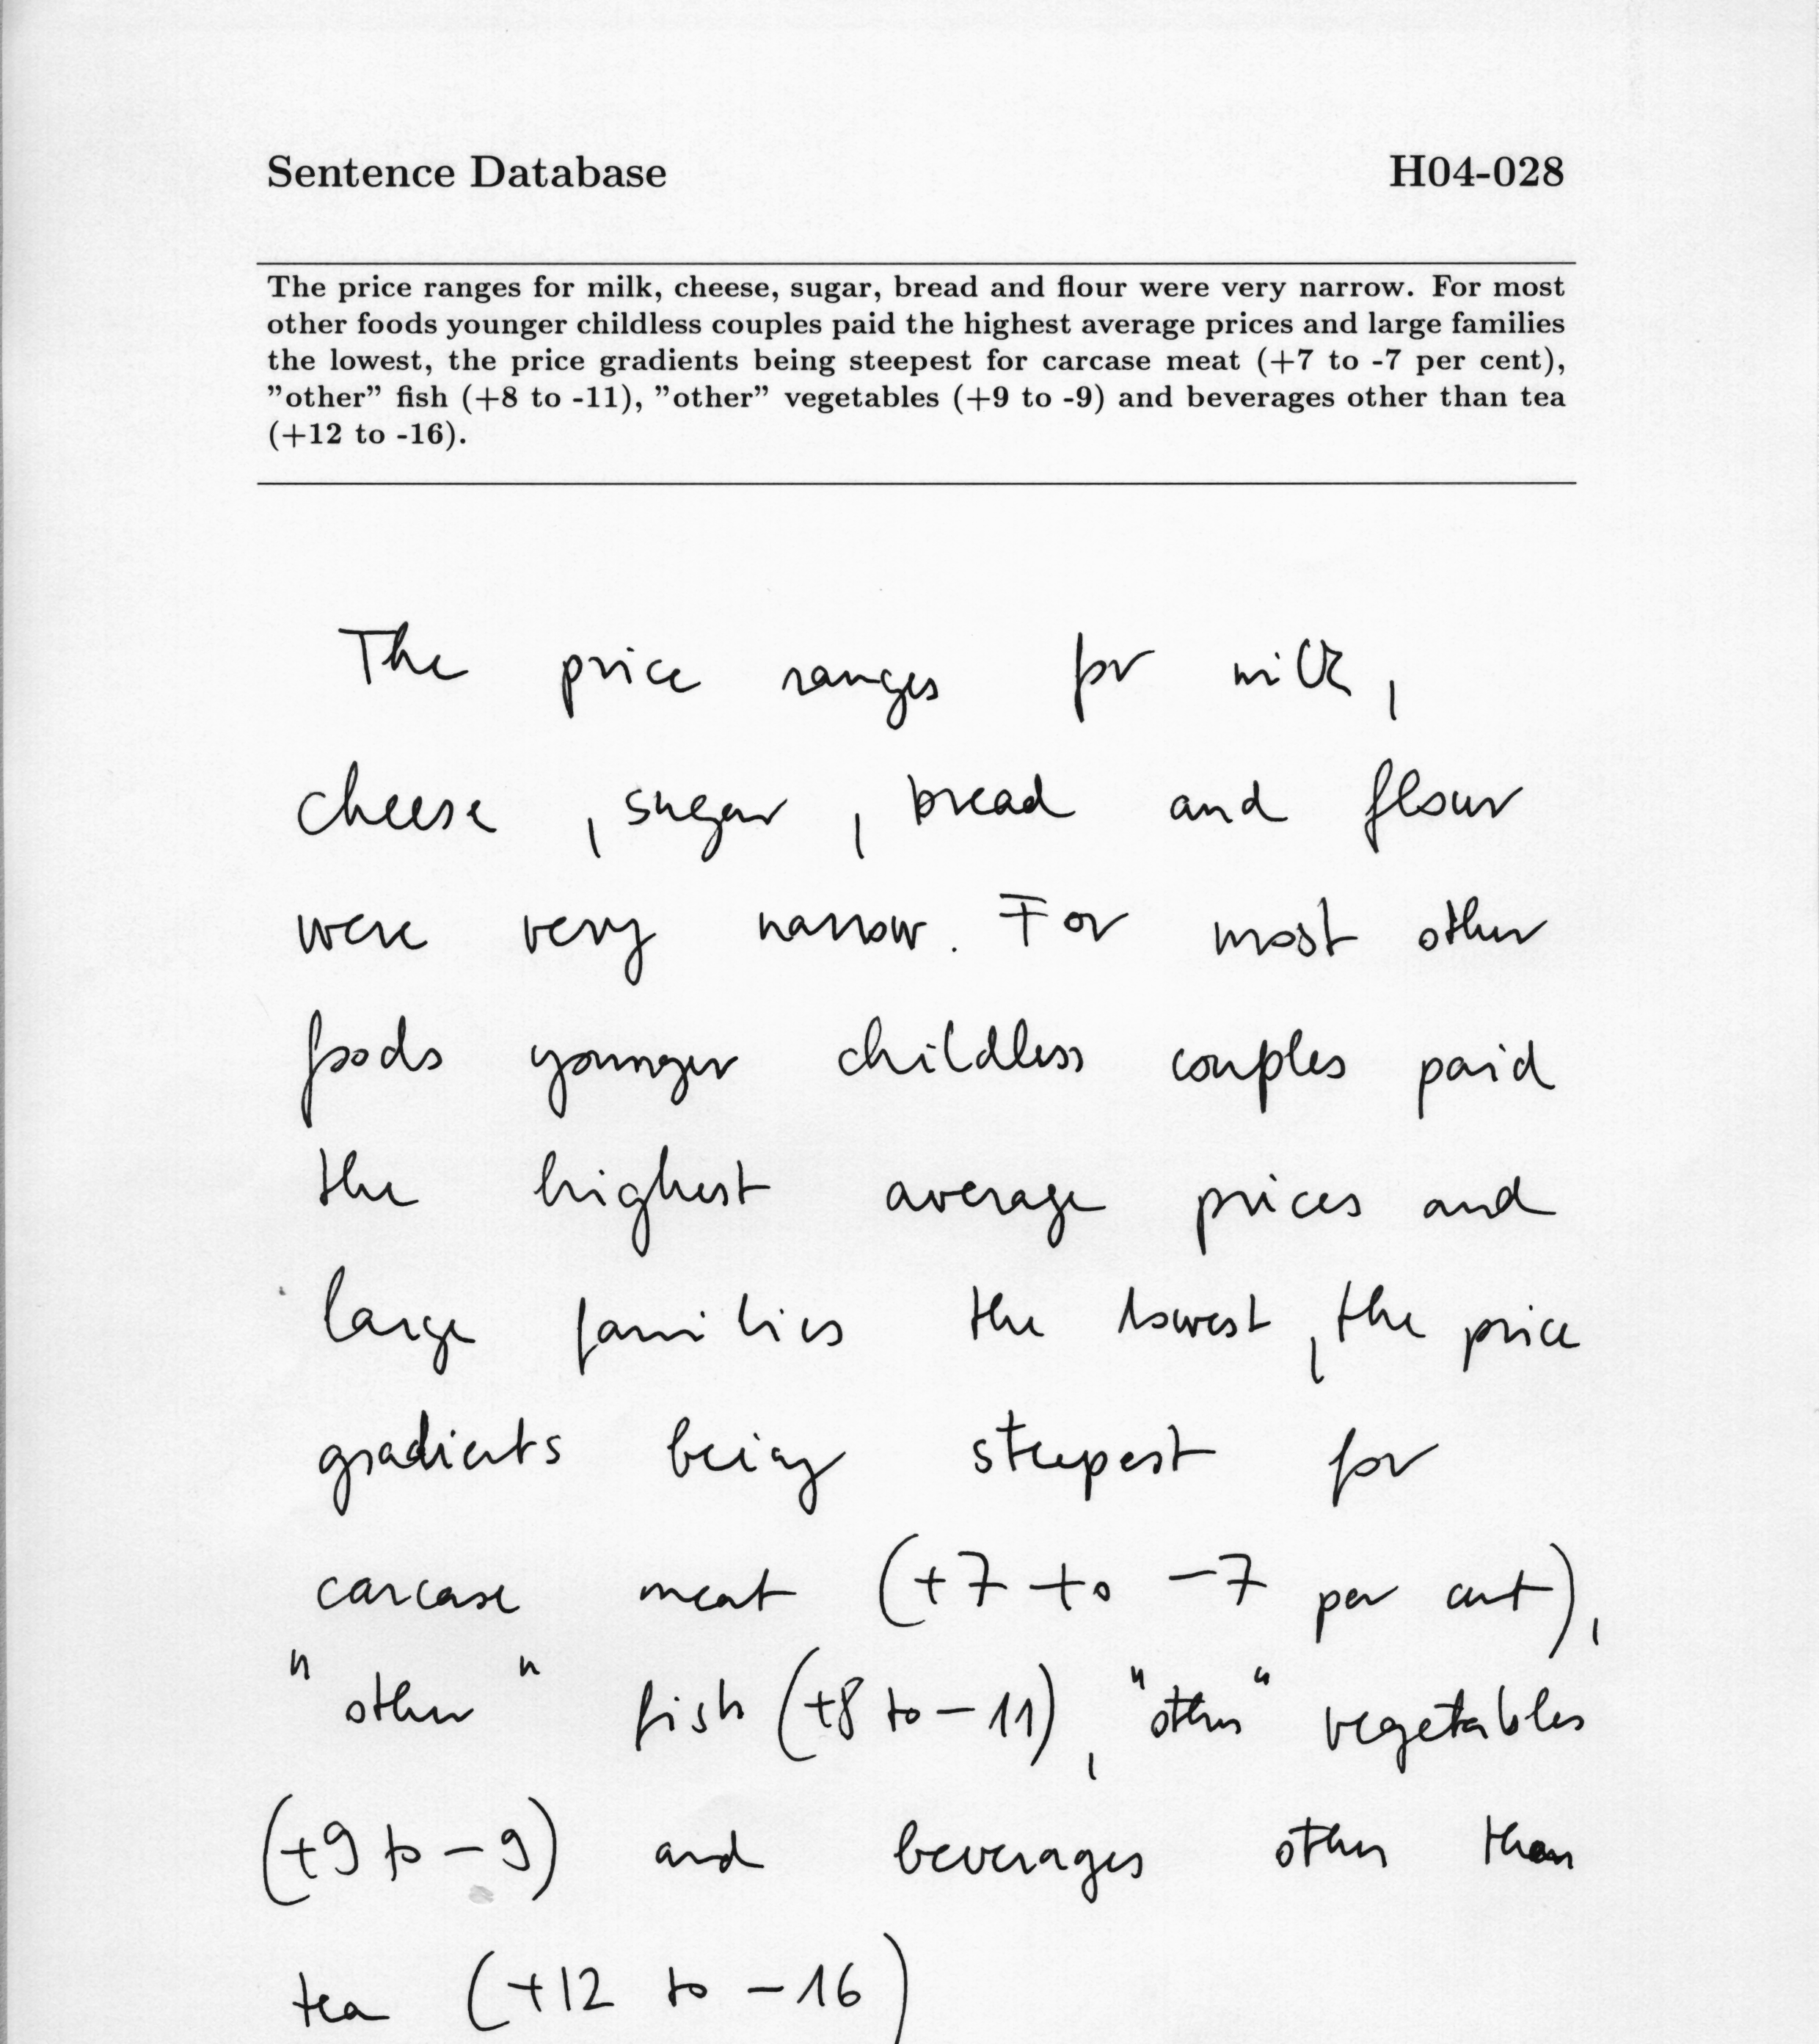 Sentence Database H04-028
The price ranges for milk, cheese, sugar, bread and flour were very narrow. For most
other foods younger childless couples paid the highest average prices and large families
the lowest, the price gradients being steepest for carcase meat (+7 to -7 per cent),
"other" fish (+8 to -11), "other" vegetables (+9 to -9) and beverages other than tea
(+12 to -16).
The price ranges for milk,
cheese, sugar, bread and flour
were very narrow. For most other
foods younger childless couples paid
the highest average prices and
large families the lowest, the price
gradients being steepest for
carcase meat (+7 to -7 per cent),
"other" fish (+8 to -11), "other" vegetables
(+9 to -9) and beverages other than
tea (+12 to -16)